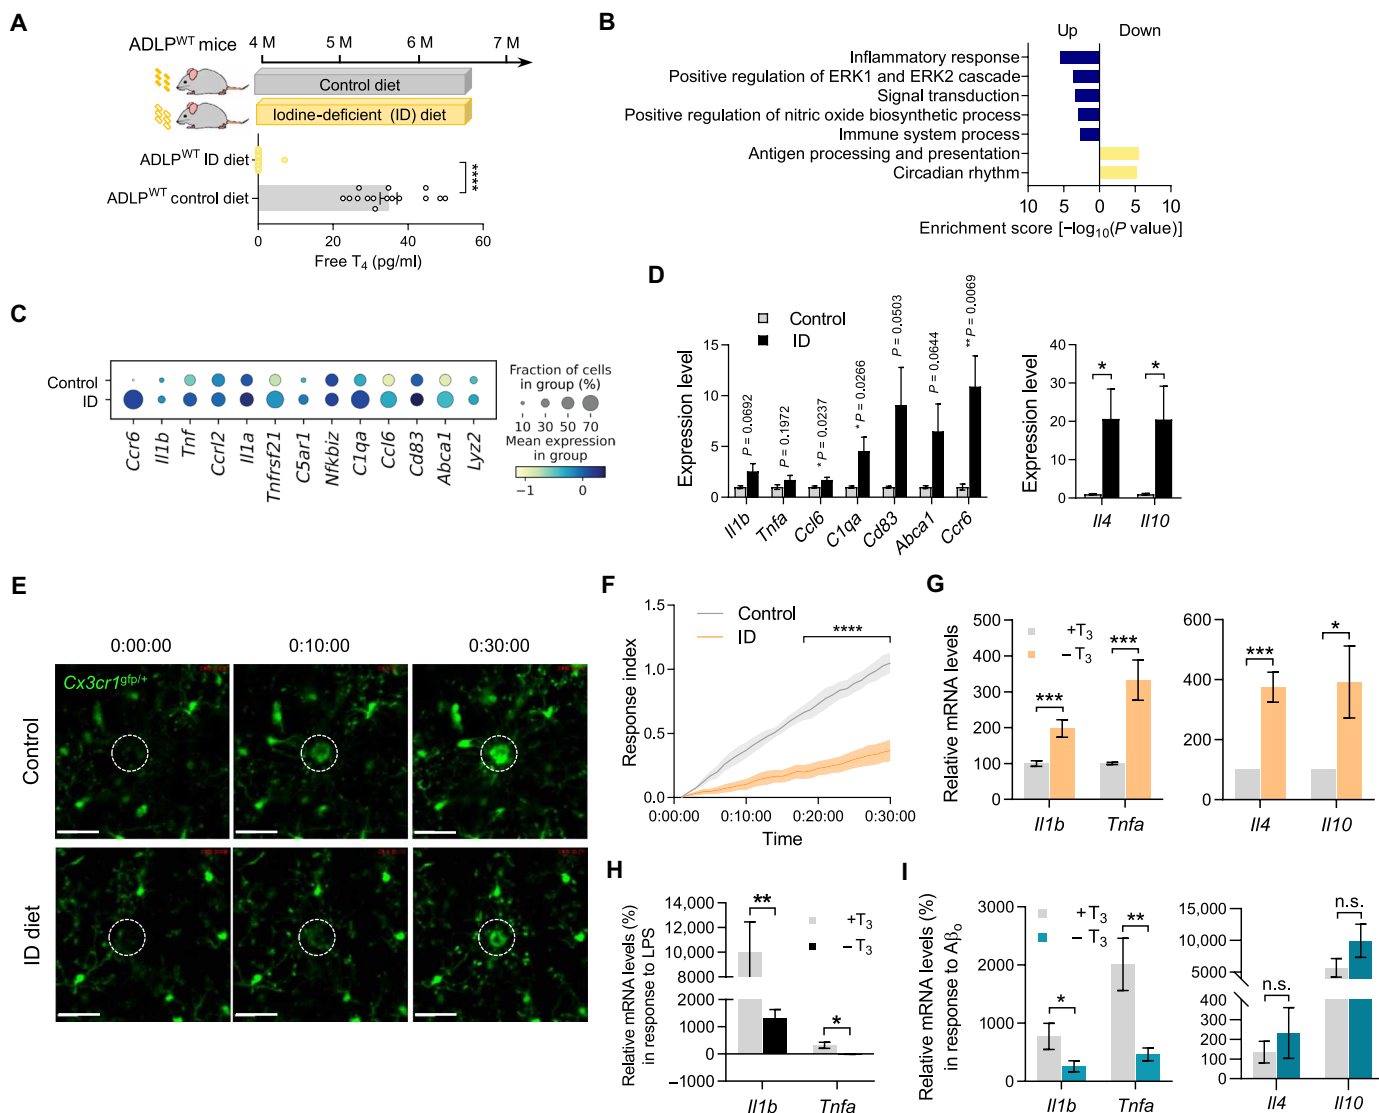 A
ADLPWT mice
4 M
5 M
6 M
7 M
Control diet
Iodine-deficient (ID) diet
ADLPWT ID diet
ADLPWT control diet
****
0
20
40
60
Free T4 (pg/ml)
B
Up
Down
Inflammatory response
Positive regulation of ERK1 and ERK2 cascade
Signal transduction
Positive regulation of nitric oxide biosynthetic process
Immune system process
Antigen processing and presentation
Circadian rhythm
10
5
0
5
10
Enrichment score [−log10(P value)]
C
Control
ID
Ccr6
Il1b
Tnf
Ccrl2
Il1a
Tnfrsf21
C5ar1
Nfkbiz
C1qa
Ccl6
Cd83
Abca1
Lyz2
Fraction of cells
in group (%)
10 30 50 70
Mean expression
in group
−1
0
D
Control
ID
Expression level
15
10
5
0
P = 0.0692
P = 0.1972
* P = 0.0237
* P = 0.0266
P = 0.0503
P = 0.0644
** P = 0.0069
Il1b
Tnfa
Ccl6
C1qa
Cd83
Abca1
Ccr6
Expression level
40
30
20
10
0
*
*
Il4
Il10
E
0:00:00
0:10:00
0:30:00
Cx3cr1gfp/+
Control
ID diet
F
Response index
1.5
1.0
0.5
0.0
Control
ID
****
0:00:00
0:10:00
0:20:00
0:30:00
Time
G
Relative mRNA levels
500
400
300
200
100
0
+T3
−T3
***
***
Il1b
Tnfa
600
400
200
0
***
*
Il4
Il10
H
Relative mRNA levels (%)
in response to LPS
14,000
12,000
10,000
8000
2000
1000
0
−1000
+T3
−T3
**
*
Il1b
Tnfa
I
Relative mRNA levels (%)
in response to Aβo
3000
2000
1000
0
+T3
−T3
*
**
Il1b
Tnfa
15,000
10,000
5000
400
300
200
100
0
n.s.
n.s.
Il4
Il10